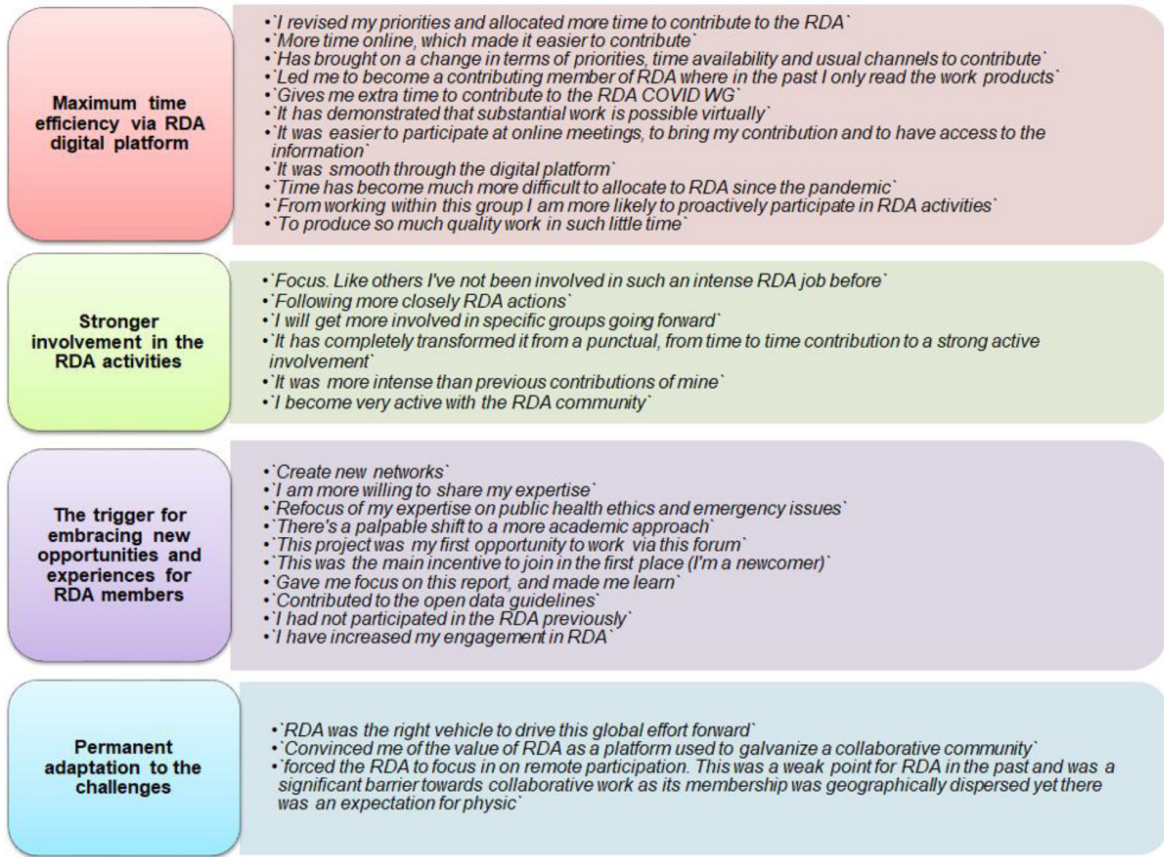 Maximum time
efficiency via RDA
digital platform
•`I revised my priorities and allocated more time to contribute to the RDA`
•`More time online, which made it easier to contribute`
•`Has brought on a change in terms of priorities, time availability and usual channels to contribute`
•`Led me to become a contributing member of RDA where in the past I only read the work products`
•`Gives me extra time to contribute to the RDA COVID WG`
•`It has demonstrated that substantial work is possible virtually`
•`It was easier to participate at online meetings, to bring my contribution and to have access to the
information`
•`It was smooth through the digital platform`
•`Time has become much more difficult to allocate to RDA since the pandemic`
•`From working within this group I am more likely to proactively participate in RDA activities`
•`To produce so much quality work in such little time`
Stronger
involvement in the
RDA activities
•`Focus. Like others I've not been involved in such an intense RDA job before`
•`Following more closely RDA actions`
•`I will get more involved in specific groups going forward`
•`It has completely transformed it from a punctual, from time to time contribution to a strong active
involvement`
•`It was more intense than previous contributions of mine`
•`I become very active with the RDA community`
The trigger for
embracing new
opportunities and
experiences for
RDA members
•`Create new networks`
•`I am more willing to share my expertise`
•`Refocus of my expertise on public health ethics and emergency issues`
•`There's a palpable shift to a more academic approach`
•`This project was my first opportunity to work via this forum`
•`This was the main incentive to join in the first place (I'm a newcomer)`
•`Gave me focus on this report, and made me learn`
•`Contributed to the open data guidelines`
•`I had not participated in the RDA previously`
•`I have increased my engagement in RDA`
Permanent
adaptation to the
challenges
•`RDA was the right vehicle to drive this global effort forward`
•`Convinced me of the value of RDA as a platform used to galvanize a collaborative community`
•`forced the RDA to focus in on remote participation. This was a weak point for RDA in the past and was a
significant barrier towards collaborative work as its membership was geographically dispersed yet there
was an expectation for physic`